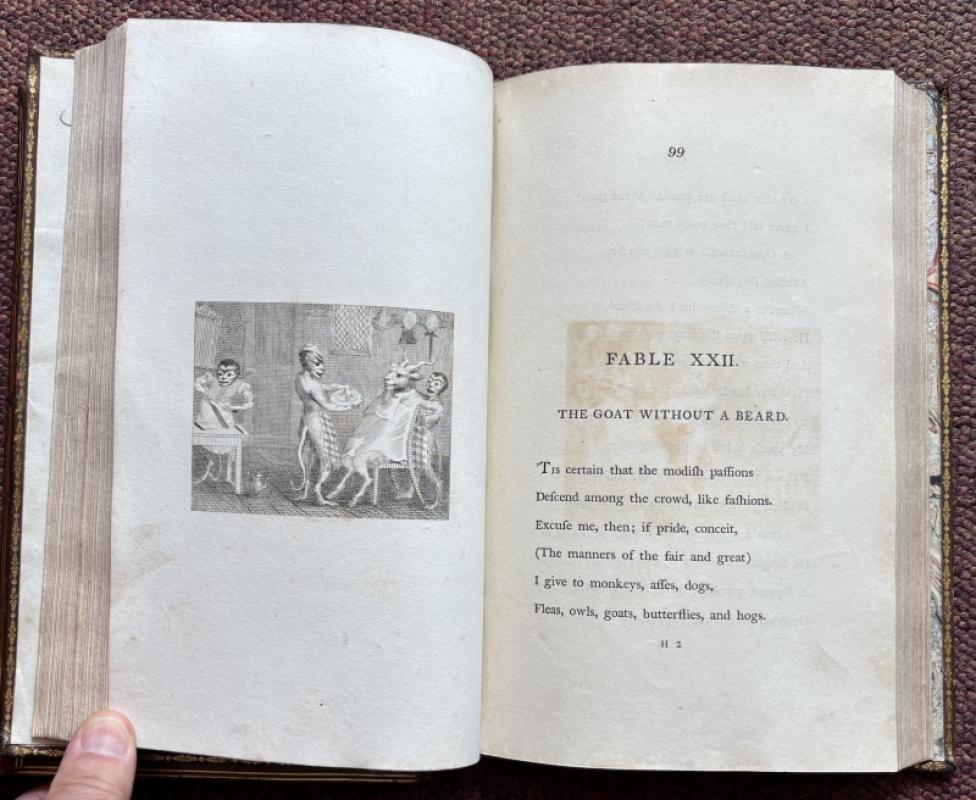 99
FABLE XXII.
THE GOAT WITHOUT A BEARD.
'TIS certain that the modiſh paſſions
Deſcend among the crowd, like faſhions.
Excuſe me, then; if pride, conceit,
(The manners of the fair and great)
I give to monkeys, aſſes, dogs,
Fleas, owls, goats, butterflies, and hogs.
H 2